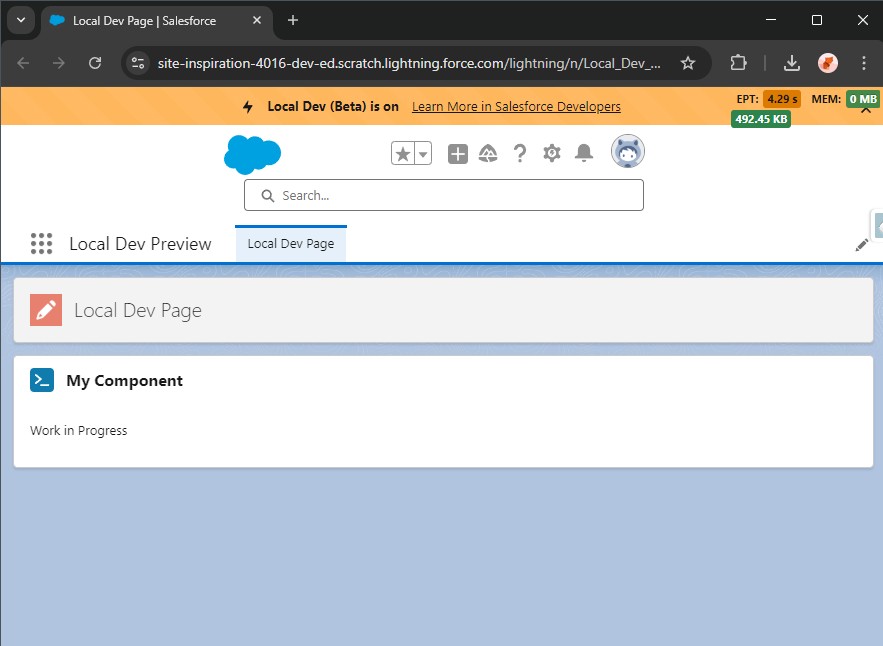 Local Dev Page | Salesforce
site-inspiration-4016-dev-ed.scratch.lightning.force.com/lightning/n/Local_Dev_...
Local Dev (Beta) is on Learn More in Salesforce Developers
EPT: 4.29 s MEM: 0 MB
492.45 KB
Search...
Local Dev Preview Local Dev Page
Local Dev Page
My Component
Work in Progress